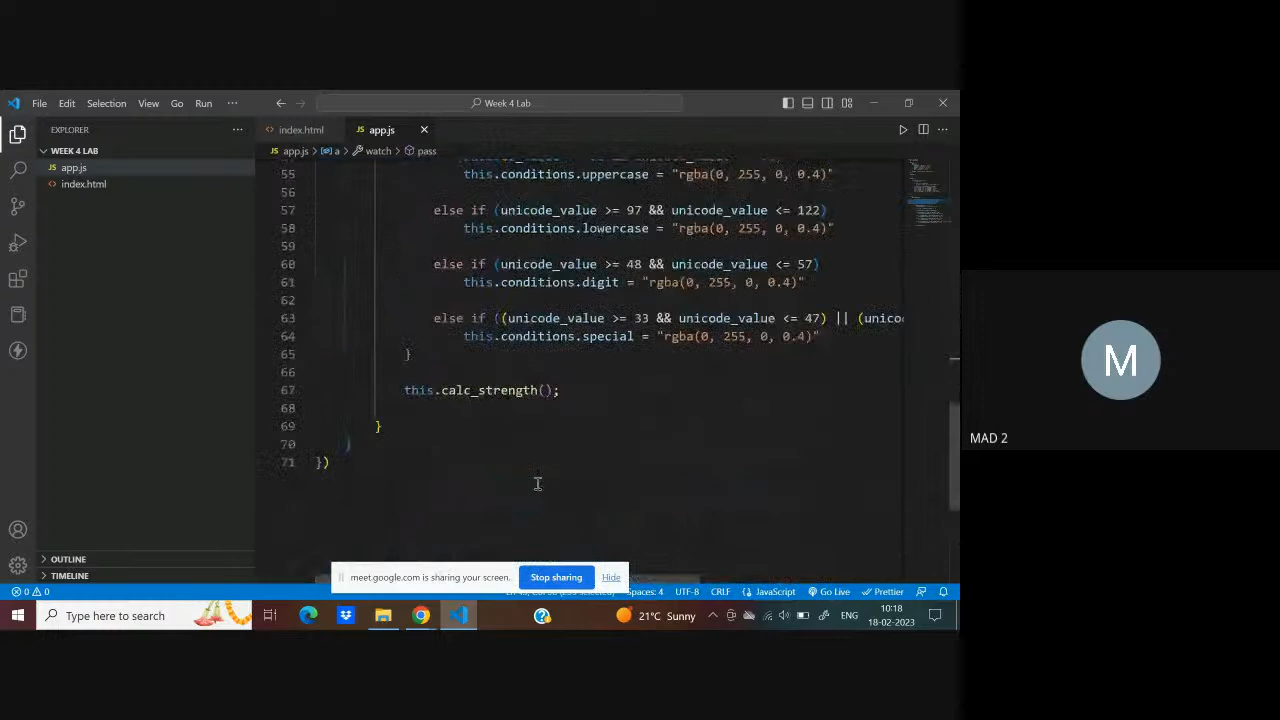 File Edit Selection View Go Run ··· Week 4 Lab
EXPLORER ···
index.html
JS app.js
WEEK 4 LAB
JS app.js
<> index.html
JS app.js > a > watch > pass
55 this.conditions.uppercase = "rgba(0, 255, 0, 0.4)"
56
57 else if (unicode_value >= 97 && unicode_value <= 122)
58 this.conditions.lowercase = "rgba(0, 255, 0, 0.4)"
59
60 else if (unicode_value >= 48 && unicode_value <= 57)
61 this.conditions.digit = "rgba(0, 255, 0, 0.4)"
62
63 else if ((unicode_value >= 33 && unicode_value <= 47) || (unico
64 this.conditions.special = "rgba(0, 255, 0, 0.4)"
65 }
66
67 this.calc_strength();
68
69 }
70
71 })
M
MAD 2
OUTLINE
TIMELINE
meet.google.com is sharing your screen. Stop sharing Hide
0 0 Spaces: 4 UTF-8 CRLF {} JavaScript Go Live Prettier
Type here to search
21°C Sunny
ENG
10:18
18-02-2023